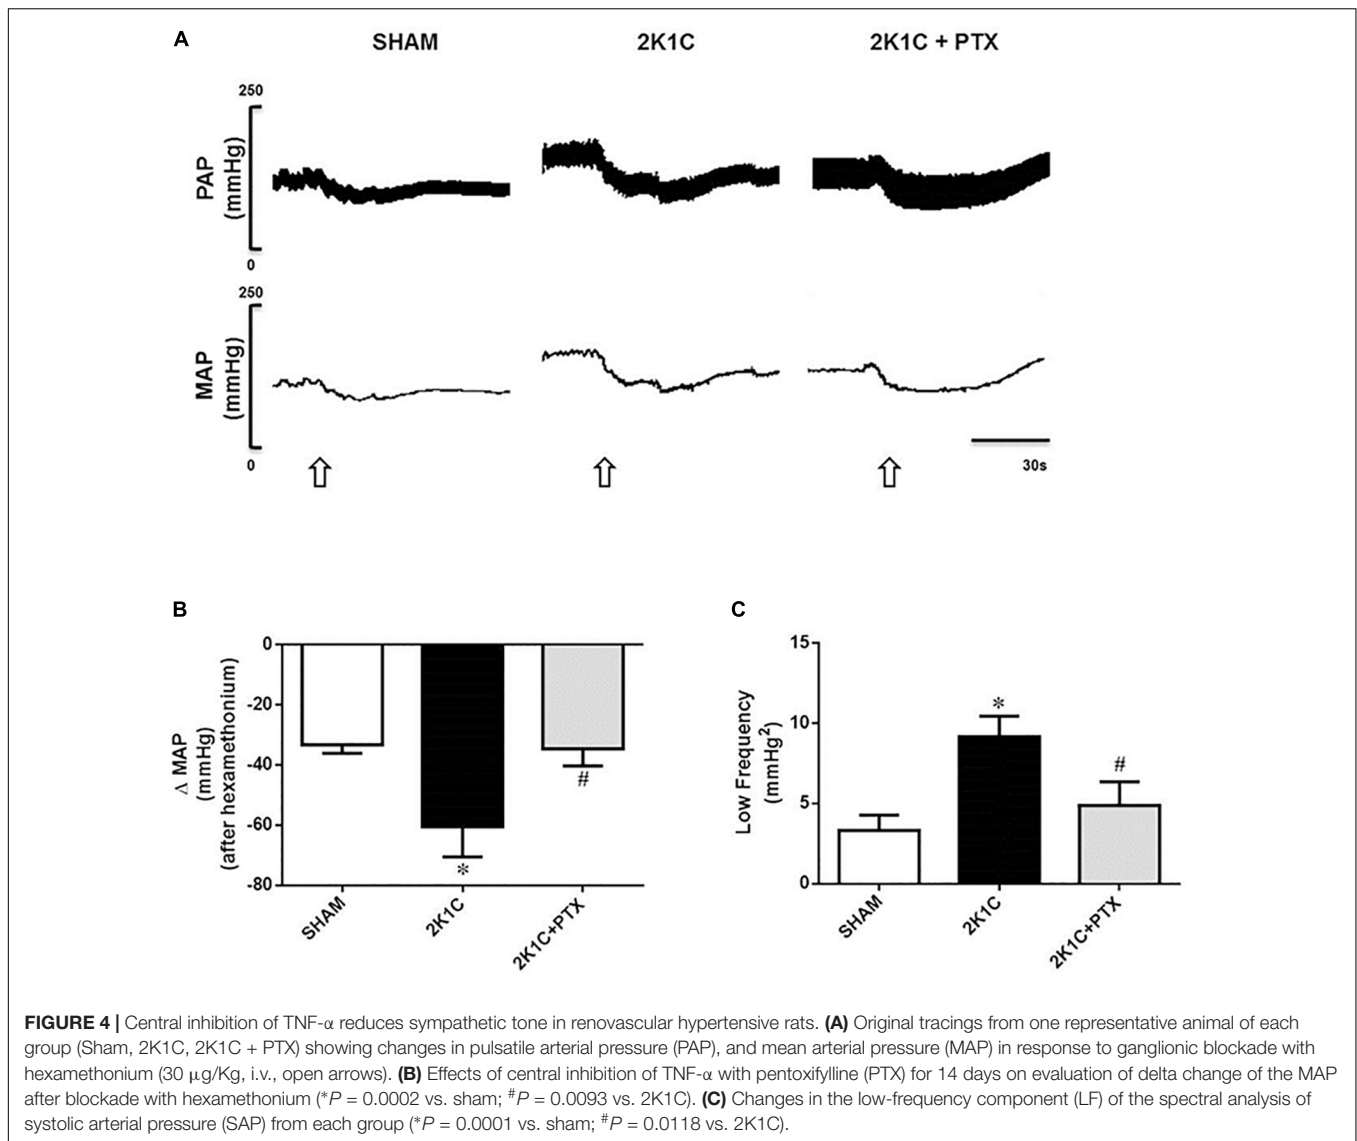 A
SHAM 2K1C 2K1C + PTX
250
PAP
(mmHg)
0
250
MAP
(mmHg)
0
30s
B
0
-20
-40
-60
-80
Δ MAP
(mmHg)
(after hexamethonium)
#
*
SHAM
2K1C
2K1C+PTX
C
15
10
5
0
Low Frequency
(mmHg²)
*
#
SHAM
2K1C
2K1C+PTX
FIGURE 4 | Central inhibition of TNF-α reduces sympathetic tone in renovascular hypertensive rats. (A) Original tracings from one representative animal of each
group (Sham, 2K1C, 2K1C + PTX) showing changes in pulsatile arterial pressure (PAP), and mean arterial pressure (MAP) in response to ganglionic blockade with
hexamethonium (30 μg/Kg, i.v., open arrows). (B) Effects of central inhibition of TNF-α with pentoxifylline (PTX) for 14 days on evaluation of delta change of the MAP
after blockade with hexamethonium (*P = 0.0002 vs. sham; #P = 0.0093 vs. 2K1C). (C) Changes in the low-frequency component (LF) of the spectral analysis of
systolic arterial pressure (SAP) from each group (*P = 0.0001 vs. sham; #P = 0.0118 vs. 2K1C).